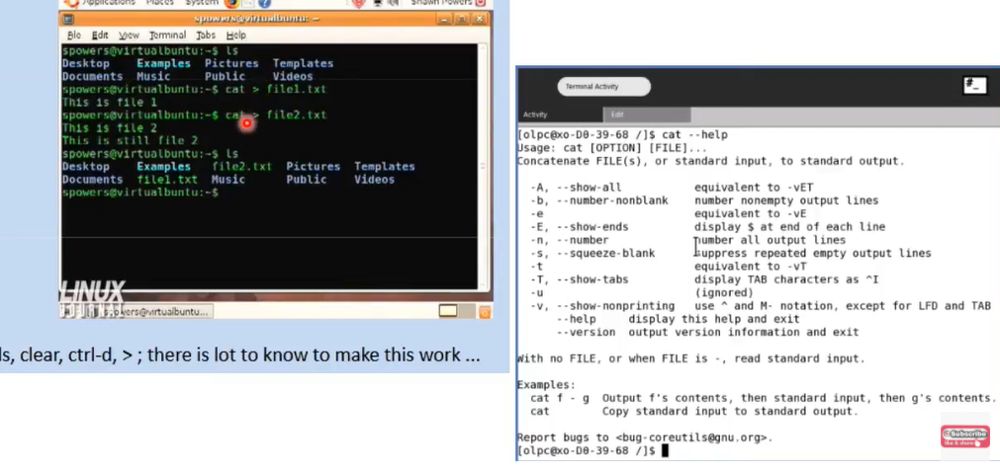 Applications Places System
Shawn Powers
spowers@virtualbuntu: ~
File Edit View Terminal Tabs Help
spowers@virtualbuntu:~$ ls
Desktop Examples Pictures Templates
Documents Music Public Videos
spowers@virtualbuntu:~$ cat > file1.txt
This is file 1
spowers@virtualbuntu:~$ cat > file2.txt
This is file 2
This is still file 2
spowers@virtualbuntu:~$ ls
Desktop Examples file2.txt Pictures Templates
Documents file1.txt Music Public Videos
spowers@virtualbuntu:~$
LINUX
JOURNAL
spowers@virtualbuntu...
ls, clear, ctrl-d, > ; there is lot to know to make this work ...
Terminal Activity
#_
Activity Edit
[olpc@xo-D0-39-68 /]$ cat --help
Usage: cat [OPTION] [FILE]...
Concatenate FILE(s), or standard input, to standard output.
-A, --show-all equivalent to -vET
-b, --number-nonblank number nonempty output lines
-e equivalent to -vE
-E, --show-ends display $ at end of each line
-n, --number number all output lines
-s, --squeeze-blank suppress repeated empty output lines
-t equivalent to -vT
-T, --show-tabs display TAB characters as ^I
-u (ignored)
-v, --show-nonprinting use ^ and M- notation, except for LFD and TAB
--help display this help and exit
--version output version information and exit
With no FILE, or when FILE is -, read standard input.
Examples:
cat f - g Output f's contents, then standard input, then g's contents.
cat Copy standard input to standard output.
Report bugs to <bug-coreutils@gnu.org>.
[olpc@xo-D0-39-68 /]$
Subscribe
like & share